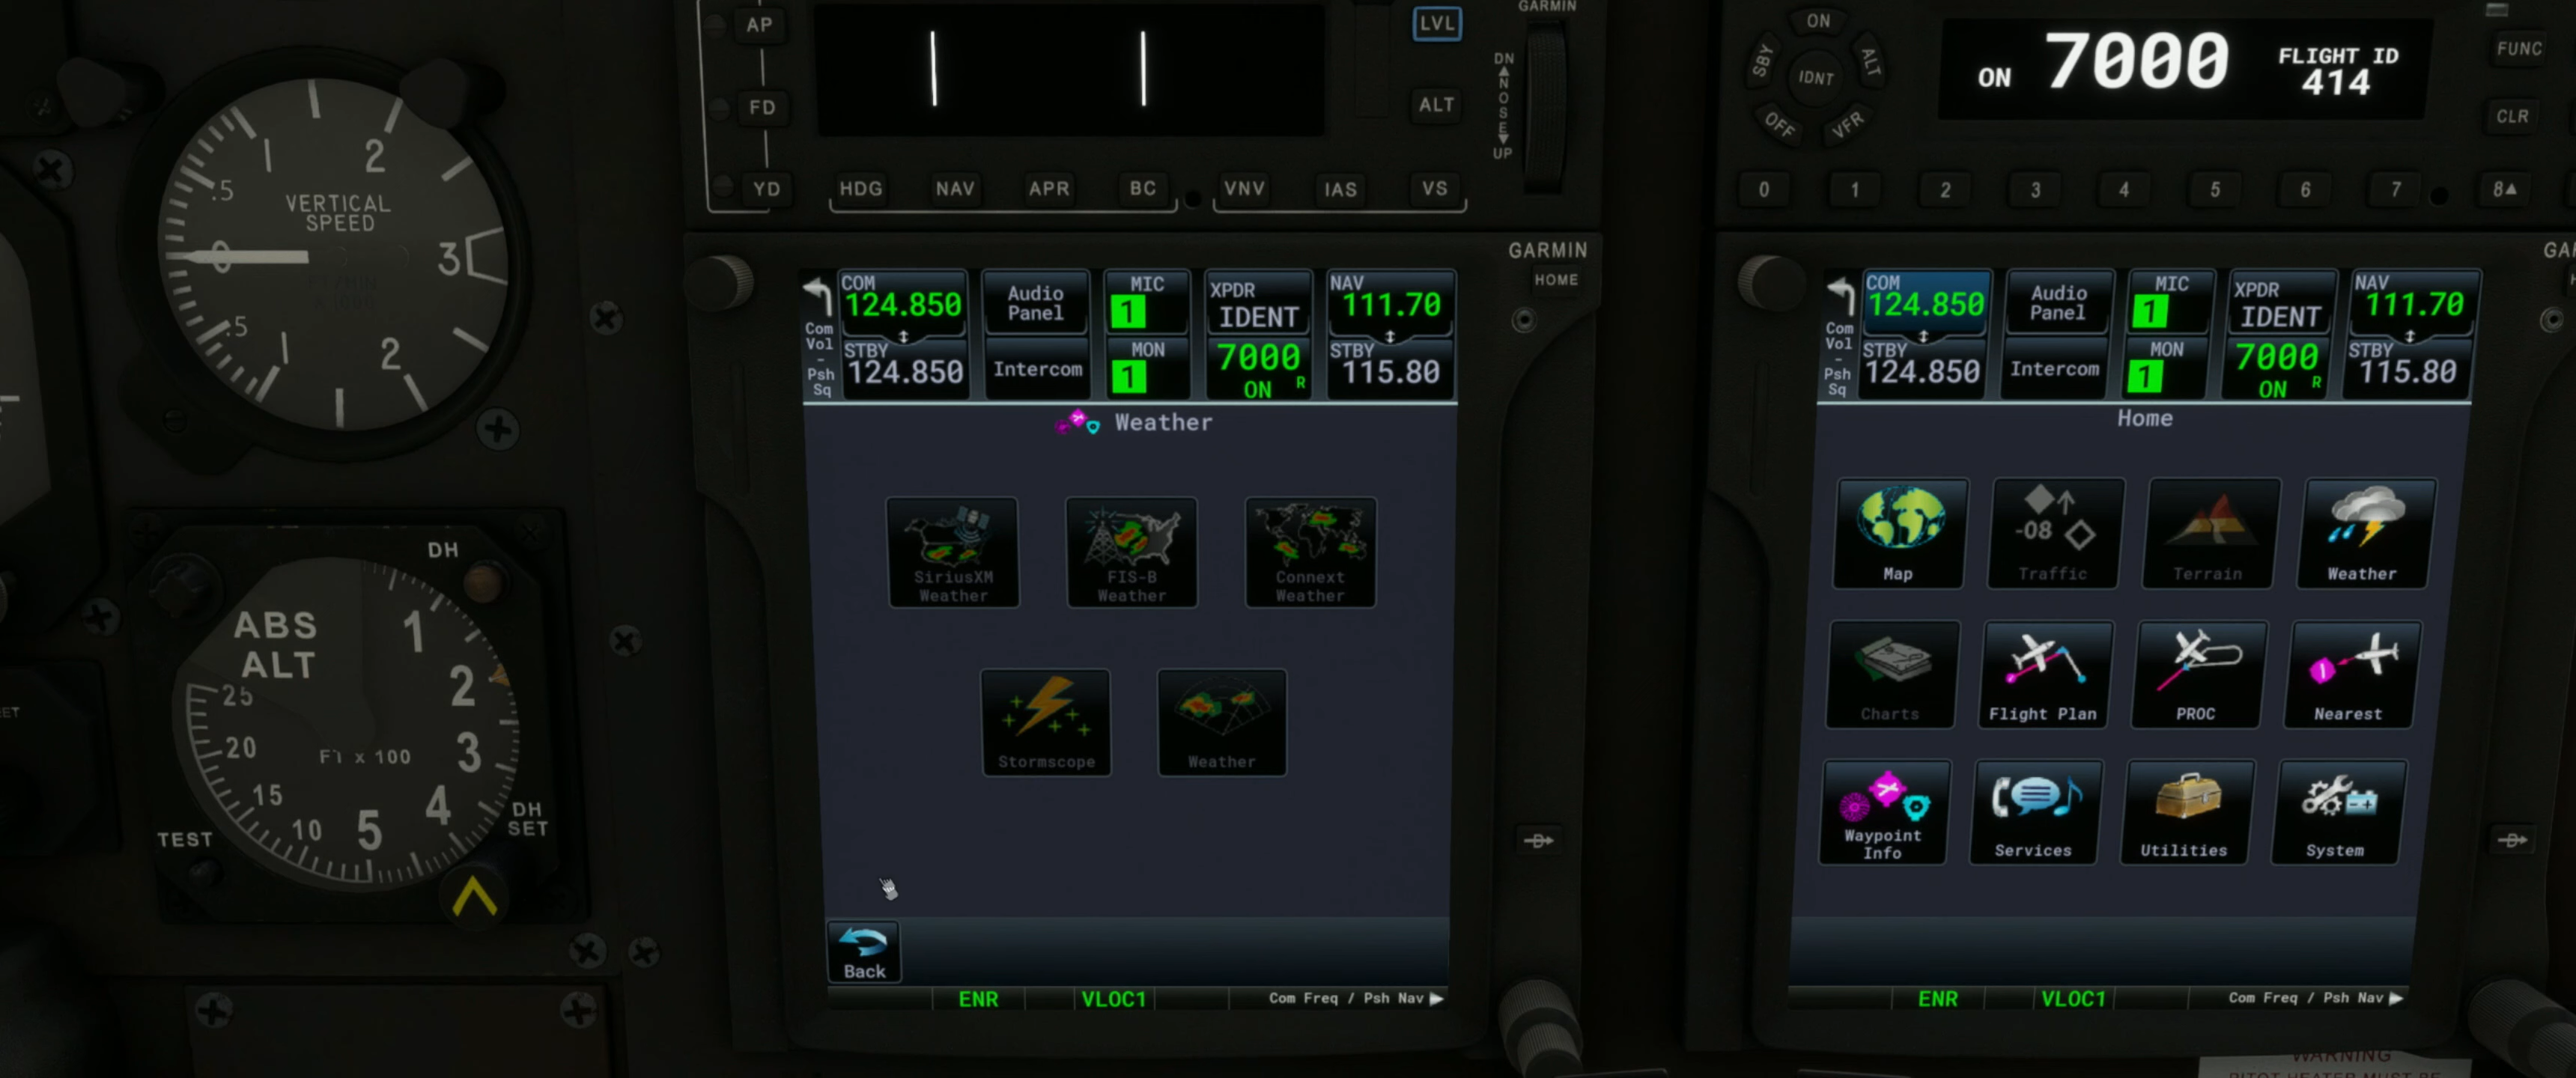 1
2
.5
VERTICAL
SPEED
0
3
.5
1
2
DH
ABS
ALT
1
2
3
4
5
10
15
20
25
FT x 100
TEST
DH
SET
AP
FD
YD
HDG
NAV
APR
BC
VNV
IAS
VS
LVL
ALT
GARMIN
DN
NOSE
UP
GARMIN
HOME
COM
124.850
STBY
124.850
Com
Vol
-
Psh
Sq
Audio
Panel
Intercom
MIC
1
MON
1
XPDR
IDENT
7000
ON R
NAV
111.70
STBY
115.80
Weather
SiriusXM
Weather
FIS-B
Weather
Connext
Weather
Stormscope
Weather
Back
ENR
VLOC1
Com Freq / Psh Nav
ON
SBY
IDNT
ALT
OFF
VFR
ON
7000
FLIGHT ID
414
FUNC
CLR
0
1
2
3
4
5
6
7
8
COM
124.850
STBY
124.850
Com
Vol
-
Psh
Sq
Audio
Panel
Intercom
MIC
1
MON
1
XPDR
IDENT
7000
ON R
NAV
111.70
STBY
115.80
Home
Map
-08
Traffic
Terrain
Weather
Charts
Flight Plan
PROC
Nearest
Waypoint
Info
Services
Utilities
System
ENR
VLOC1
Com Freq / Psh Nav
WARNING
PITOT HEATER MUST BE